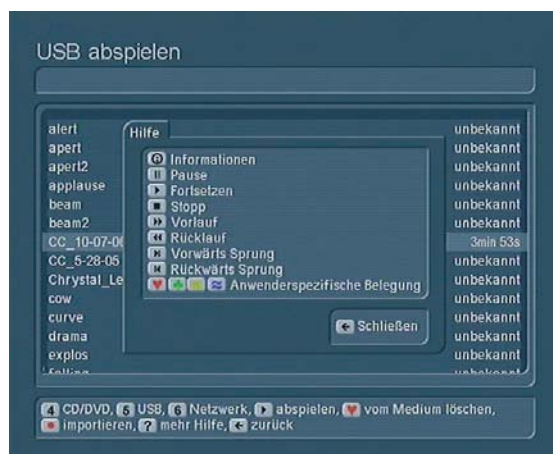 USB abspielen
alert unbekannt
Hilfe
apert unbekannt
apert2 unbekannt
applause unbekannt
beam unbekannt
beam2 unbekannt
CC_10-07-06 3min 53s
CC_5-28-05 unbekannt
Chrystal_Le unbekannt
cow unbekannt
curve unbekannt
drama unbekannt
explos unbekannt
Informationen
Pause
Fortsetzen
Stopp
Vorlauf
Rücklauf
Vorwärts Sprung
Rückwärts Sprung
Anwenderspezifische Belegung
Schließen
4 CD/DVD, 5 USB, 6 Netzwerk, abspielen, vom Medium löschen,
importieren, ? mehr Hilfe, zurück